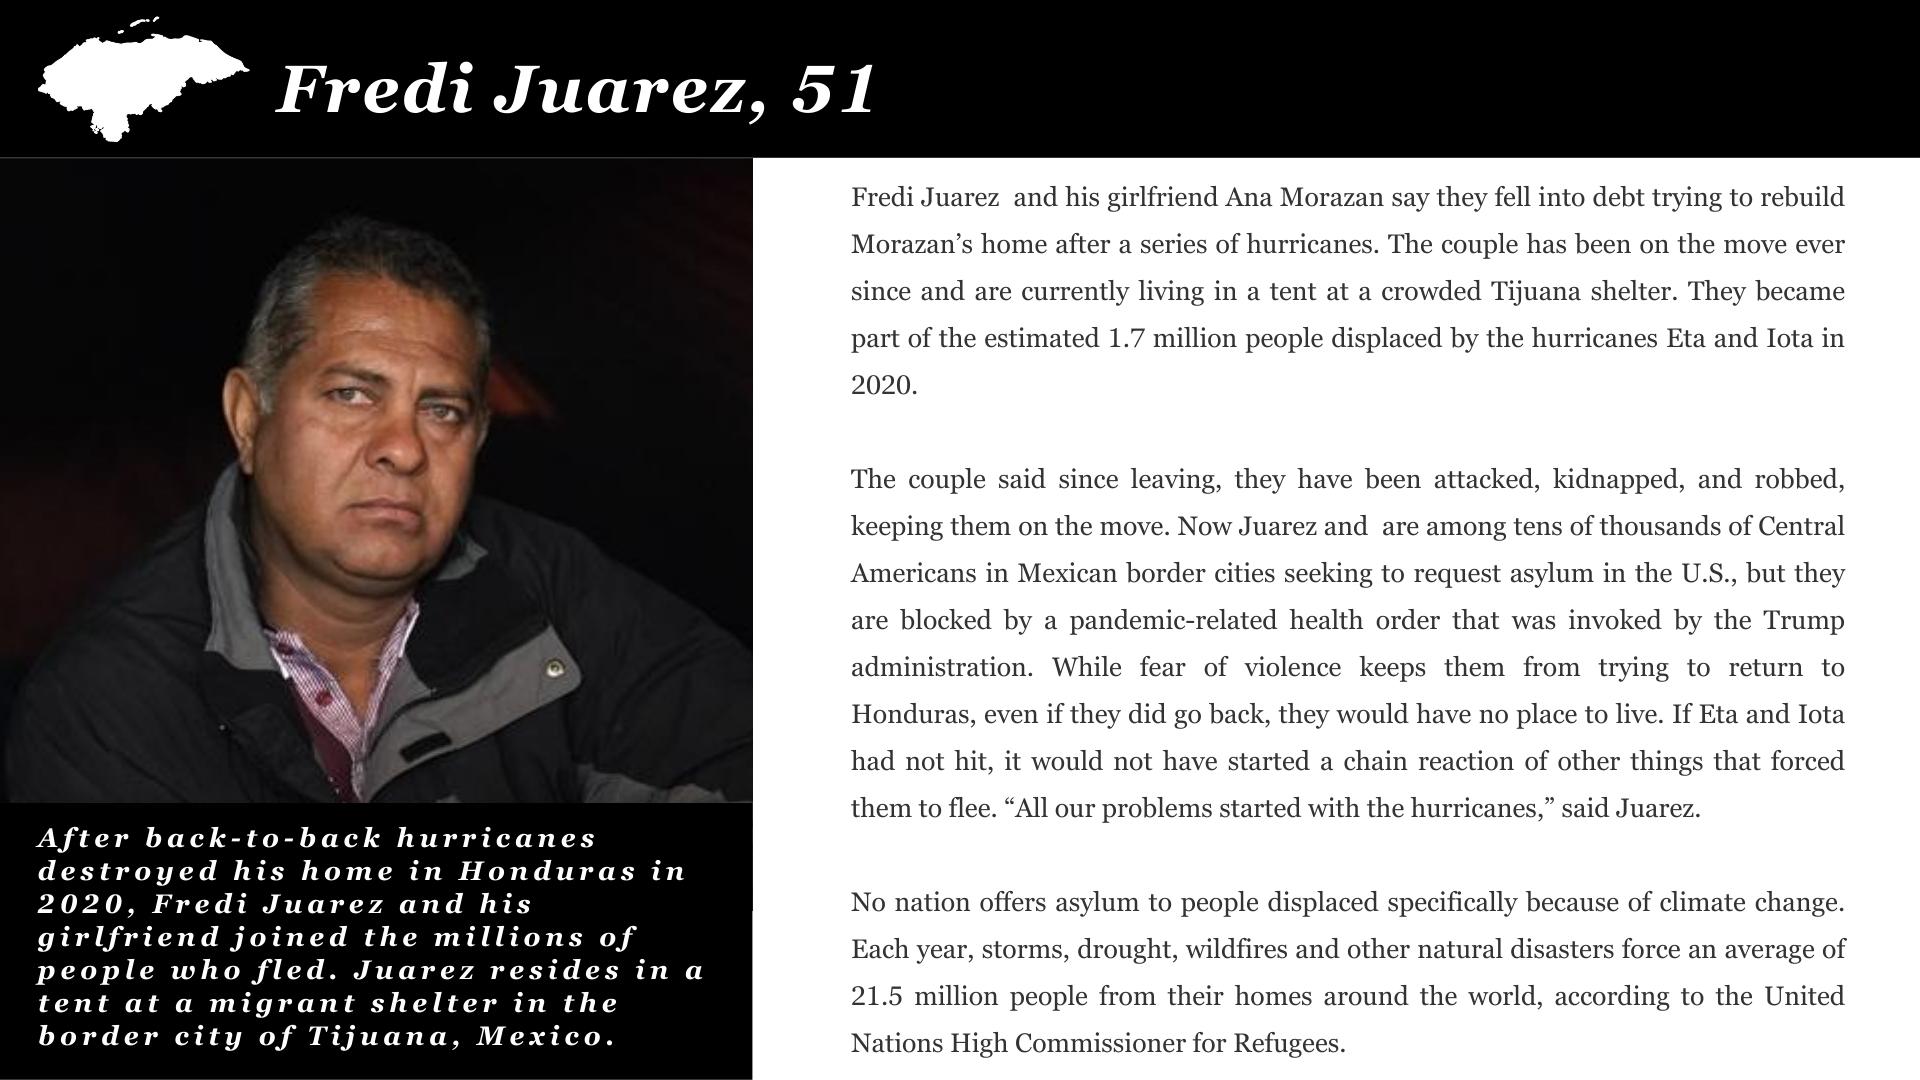 Fredi Juarez, 51
After back-to-back hurricanes
destroyed his home in Honduras in
2020, Fredi Juarez and his
girlfriend joined the millions of
people who fled. Juarez resides in a
tent at a migrant shelter in the
border city of Tijuana, Mexico.
Fredi Juarez  and his girlfriend Ana Morazan say they fell into debt trying to rebuild
Morazan’s home after a series of hurricanes. The couple has been on the move ever
since and are currently living in a tent at a crowded Tijuana shelter. They became
part of the estimated 1.7 million people displaced by the hurricanes Eta and Iota in
2020.
The couple said since leaving, they have been attacked, kidnapped, and robbed,
keeping them on the move. Now Juarez and  are among tens of thousands of Central
Americans in Mexican border cities seeking to request asylum in the U.S., but they
are blocked by a pandemic-related health order that was invoked by the Trump
administration. While fear of violence keeps them from trying to return to
Honduras, even if they did go back, they would have no place to live. If Eta and Iota
had not hit, it would not have started a chain reaction of other things that forced
them to flee. “All our problems started with the hurricanes,” said Juarez.
No nation offers asylum to people displaced specifically because of climate change.
Each year, storms, drought, wildfires and other natural disasters force an average of
21.5 million people from their homes around the world, according to the United
Nations High Commissioner for Refugees.